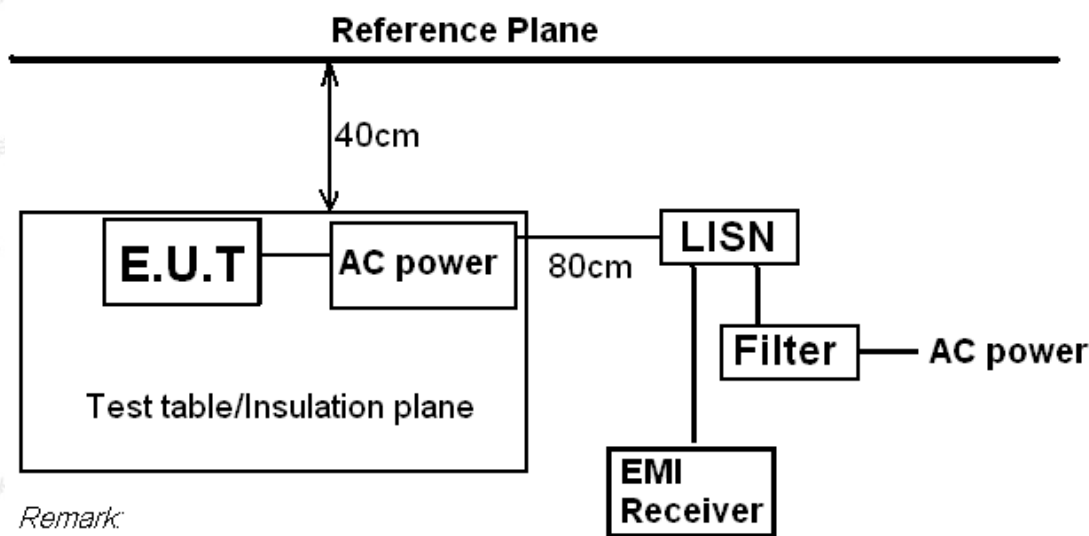 Reference Plane
40cm
E.U.T
AC power
80cm
LISN
Filter
AC power
Test table/Insulation plane
EMI
Receiver
Remark: